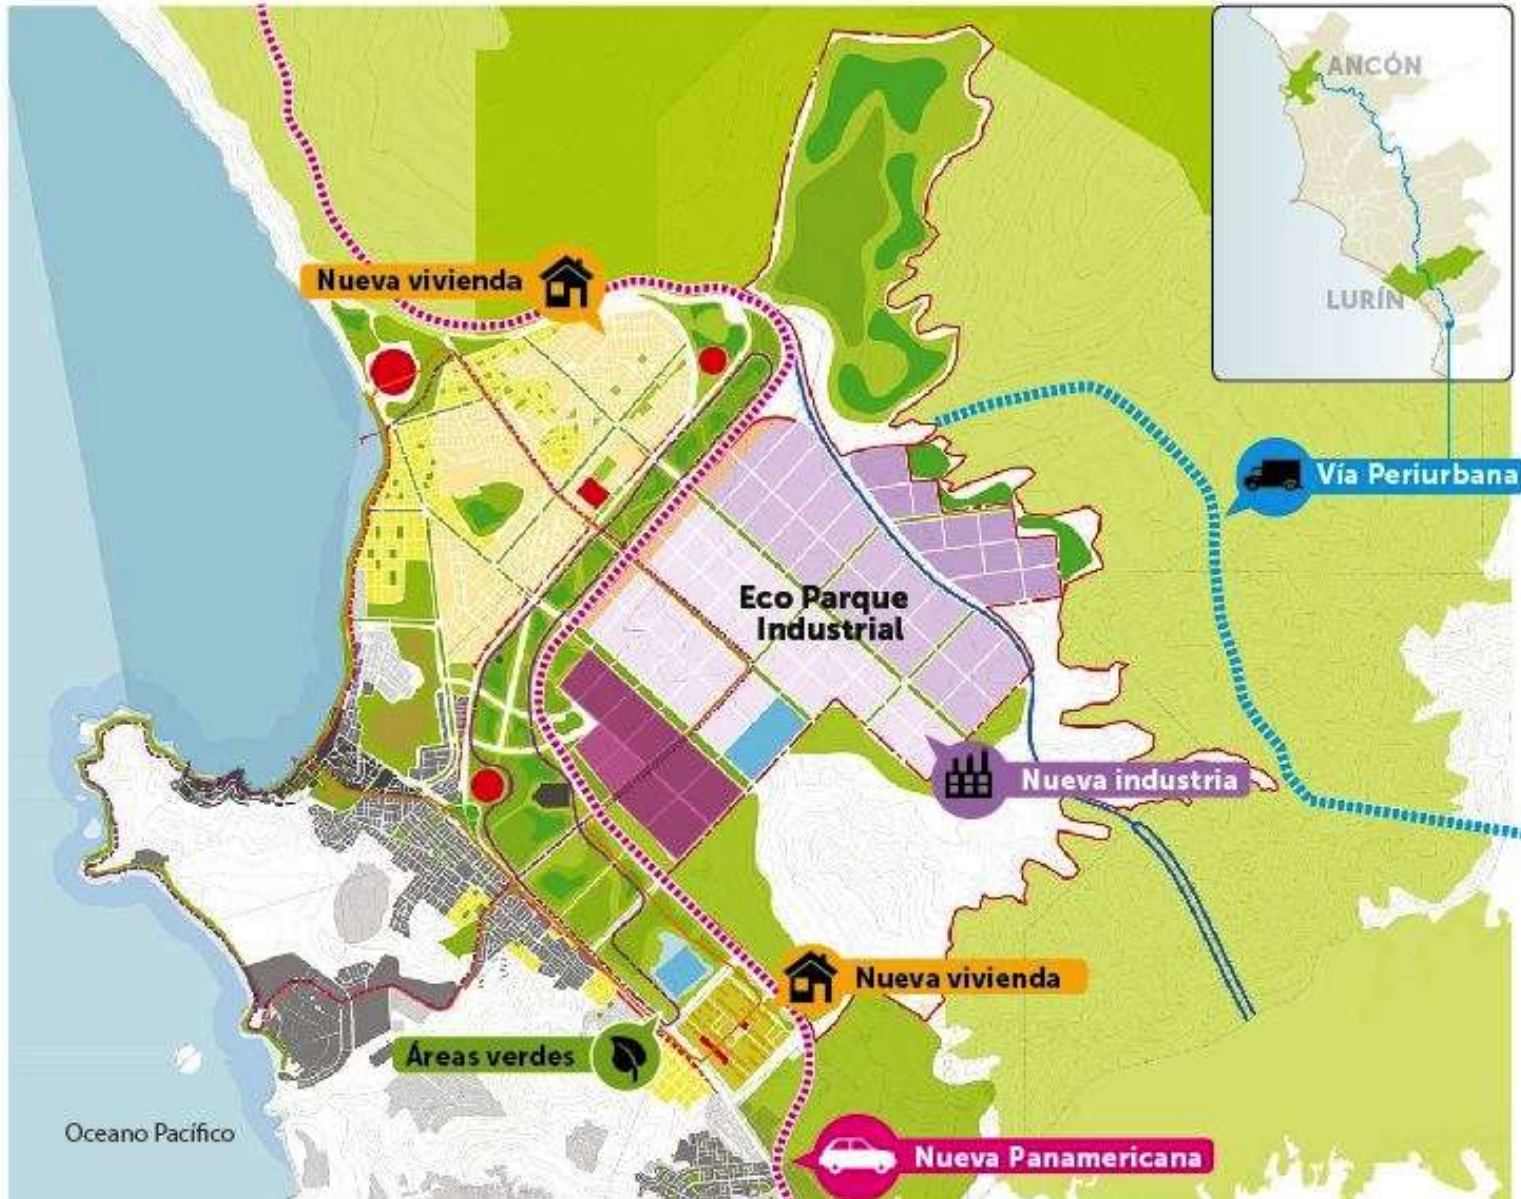 ANCÓN
LURÍN
Nueva vivienda
Vía Periurbana
Eco Parque
Industrial
Nueva industria
Nueva vivienda
Áreas verdes
Oceano Pacífico
Nueva Panamericana